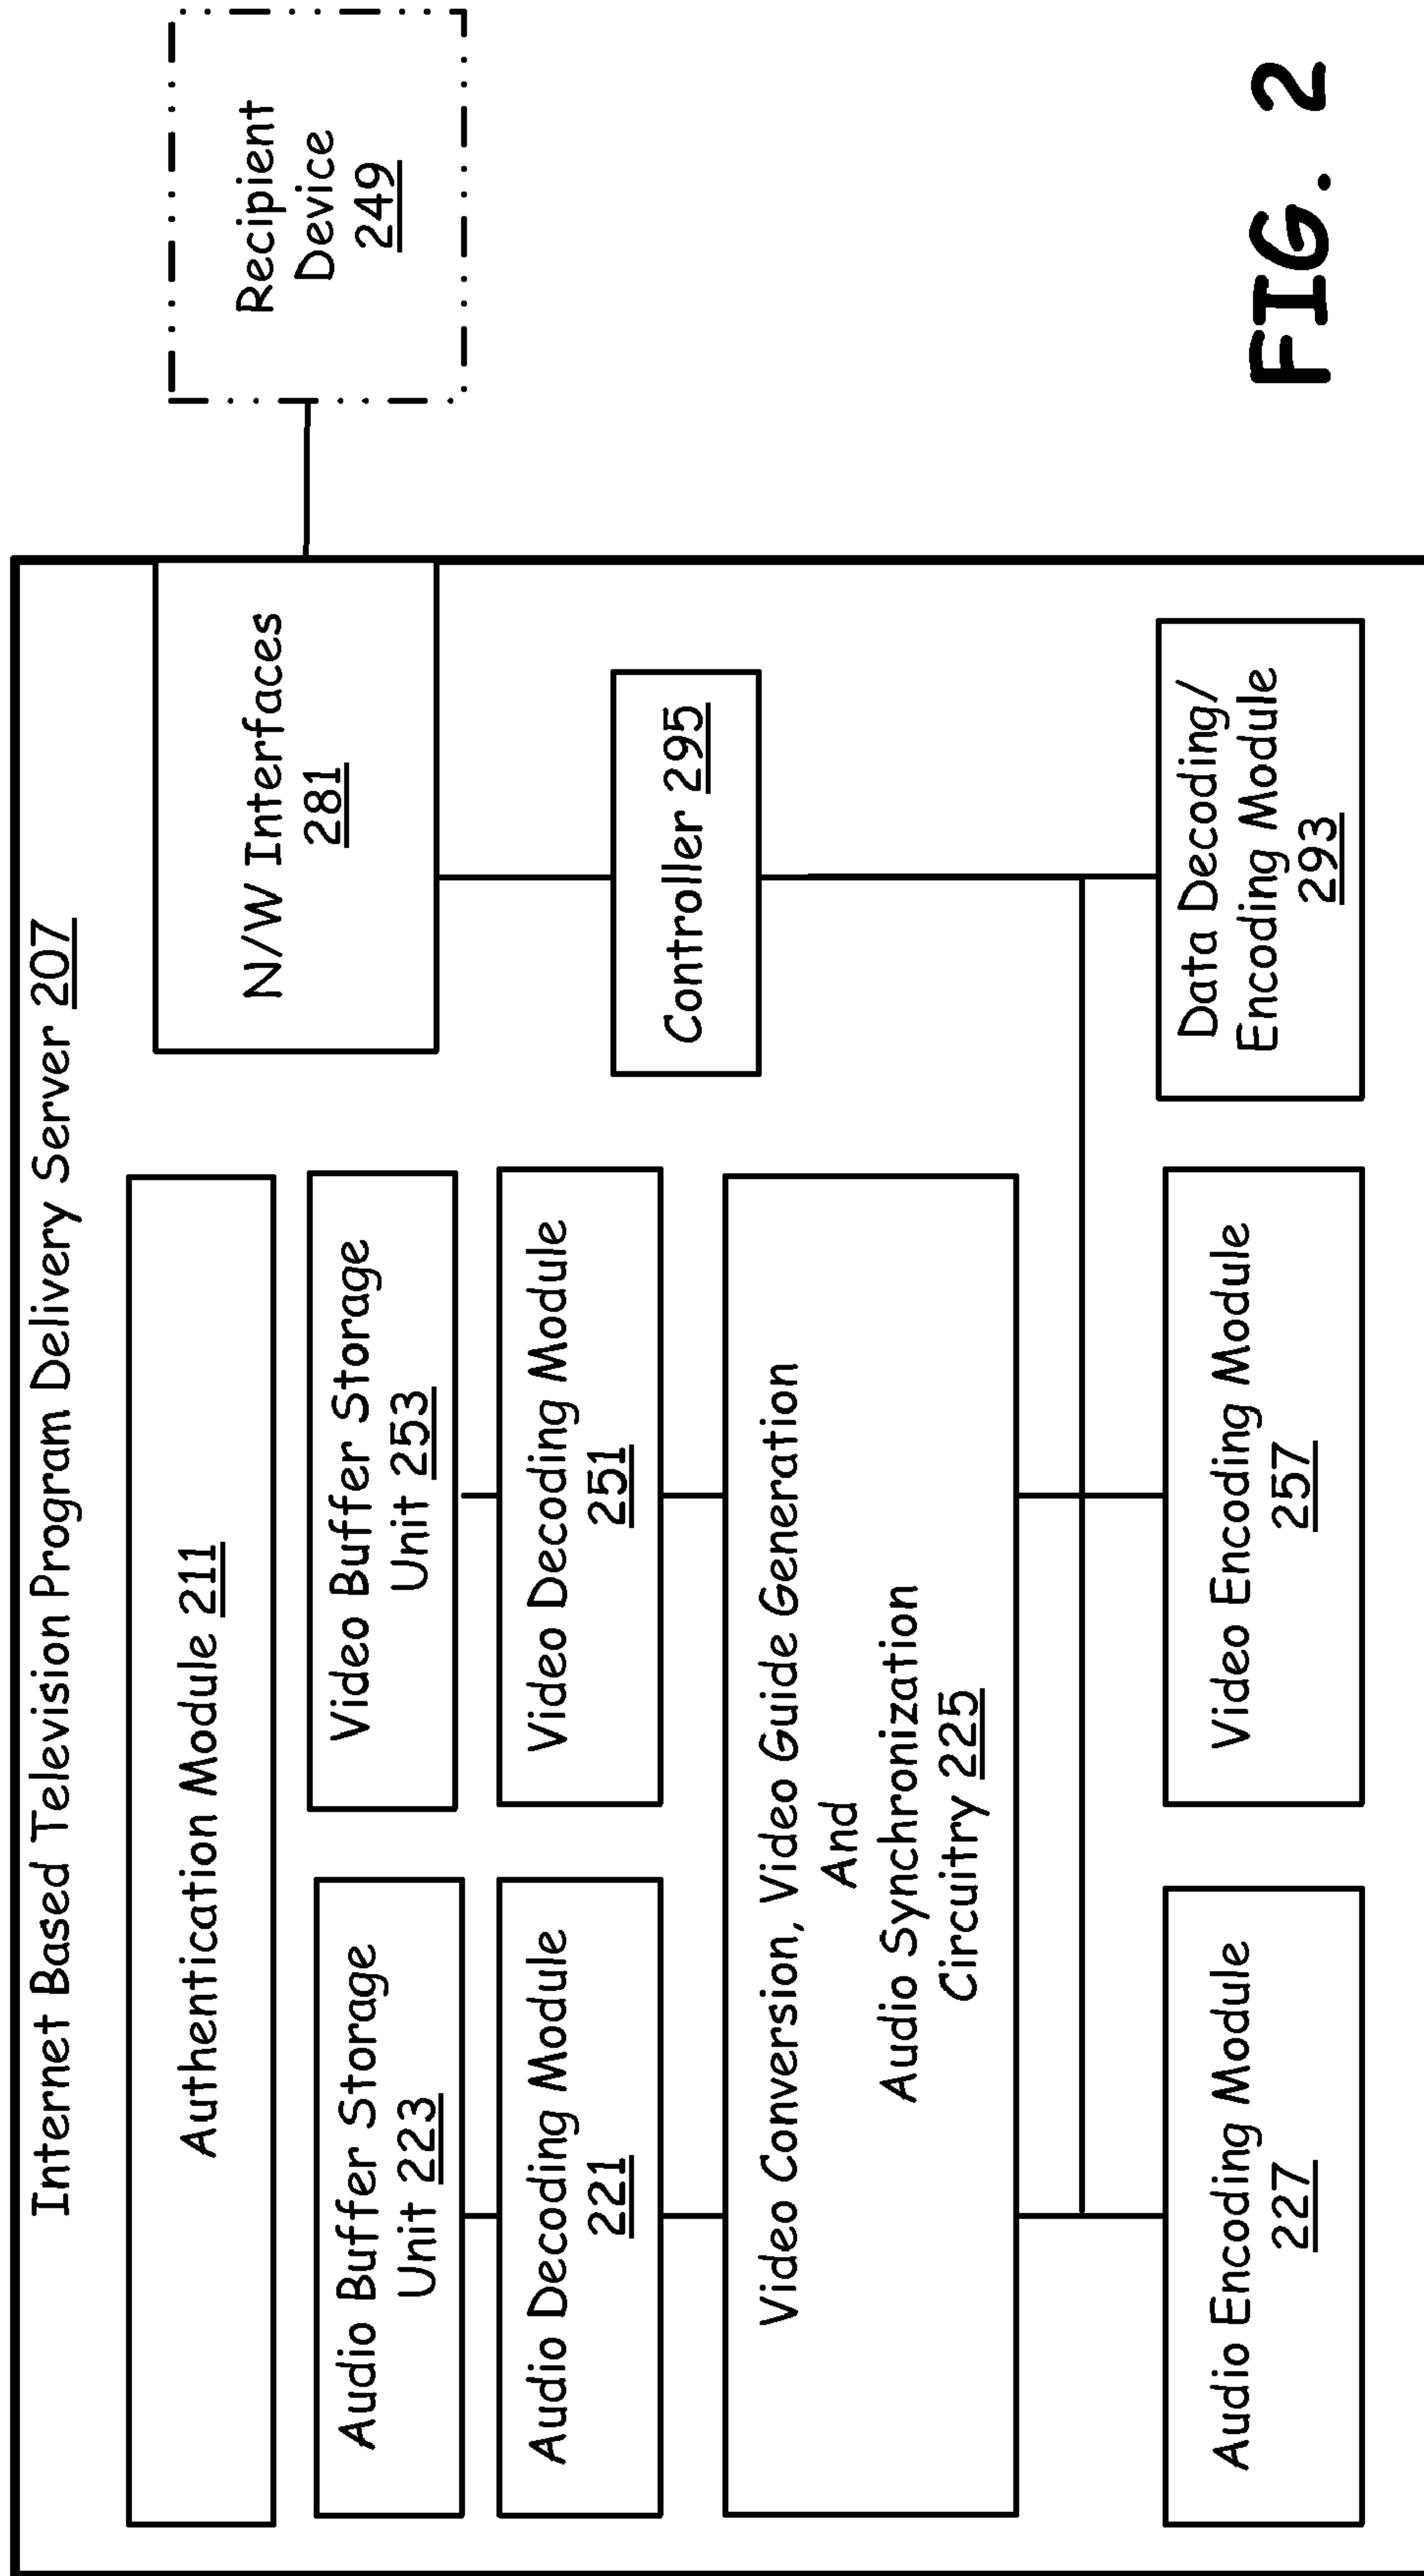 Internet Based Television Program Delivery Server 207
Authentication Module 211
Audio Buffer Storage
Unit 223
Video Buffer Storage
Unit 253
Audio Decoding Module
221
Video Decoding Module
251
Video Conversion, Video Guide Generation
And
Audio Synchronization
Circuitry 225
Audio Encoding Module
227
Video Encoding Module
257
N/W Interfaces
281
Controller 295
Data Decoding/
Encoding Module
293
Recipient
Device
249
FIG. 2